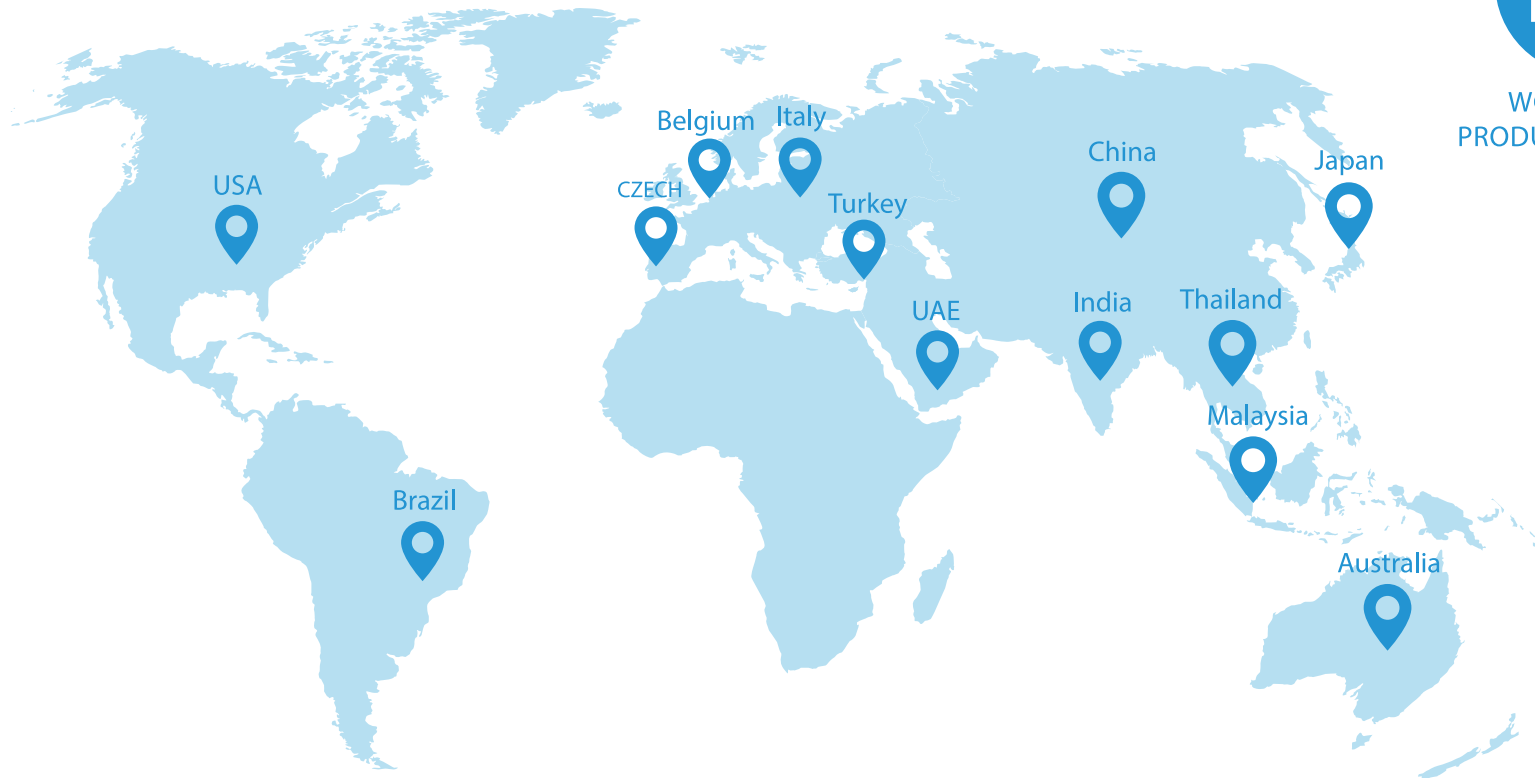 Belgium
Italy
China
Japan
USA
CZECH
Turkey
UAE
India
Thailand
Malaysia
Brazil
Australia